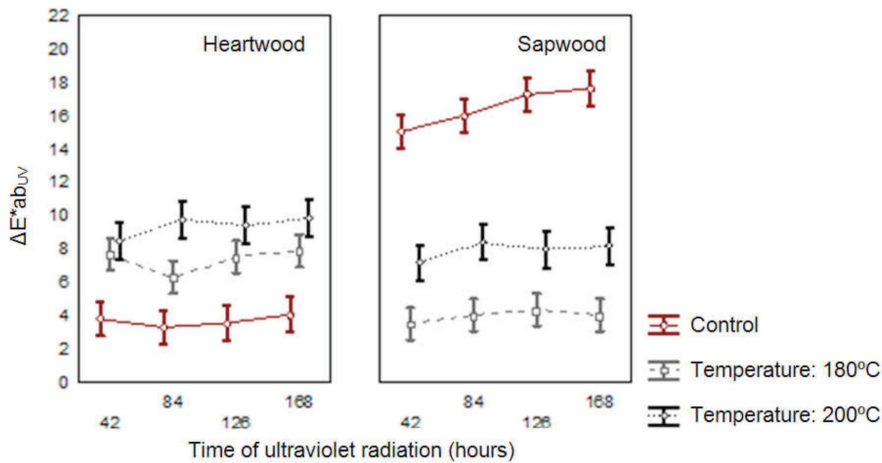 22
20
18
16
14
12
10
8
6
4
2
0
ΔE*ab_UV
Heartwood
Sapwood
84 168 84 168
42 126 42 126
Time of ultraviolet radiation (hours)
Control
Temperature: 180ºC
Temperature: 200ºC